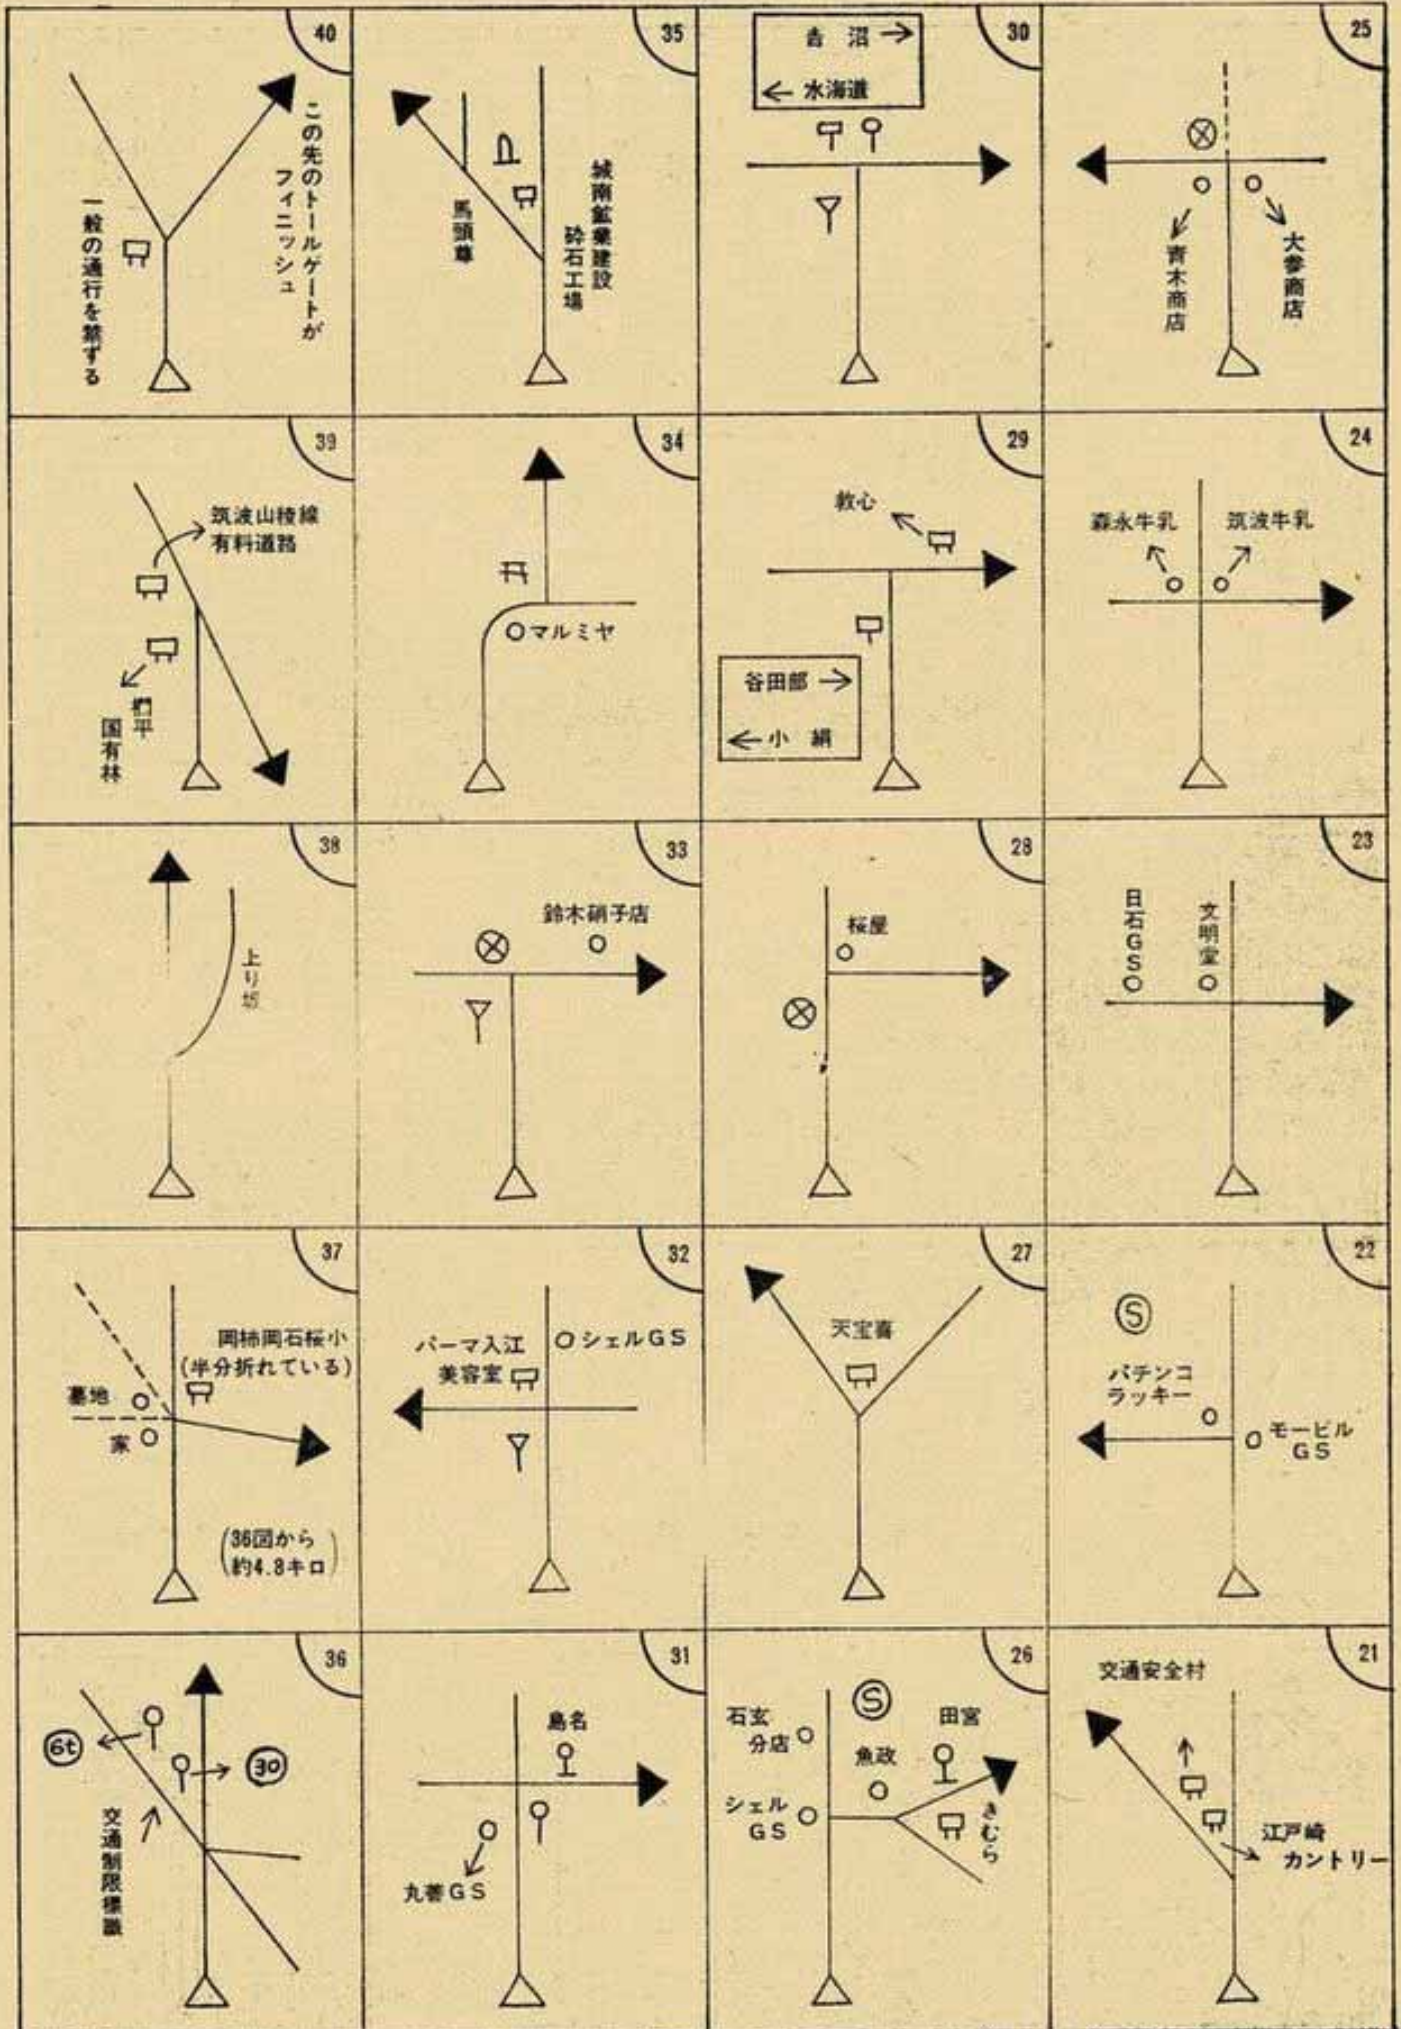 40
この先のトールゲートが
フィニッシュ
一般の通行を禁ずる
35
城南鉱業建設
砕石工場
馬頭尊
30
吉 沼 →
← 水海道
25
青木商店
大参商店
39
筑波山稜線
有料道路
椚平
国有林
34
マルミヤ
29
救心
谷田部 →
← 小 絹
24
森永牛乳
筑波牛乳
38
上り坂
33
鈴木硝子店
28
桜屋
23
日石GS
文明堂
37
岡柿岡石桜小
(半分折れている)
墓地
家
(36図から
約4.8キロ)
32
パーマ入江
美容室
シェルGS
27
天宝喜
22
S
パチンコ
ラッキー
モービル
GS
36
6t
30
交通制限標識
31
島名
丸善GS
26
石玄
分店
S
田宮
魚政
シェル
GS
きむら
21
交通安全村
江戸崎
カントリー